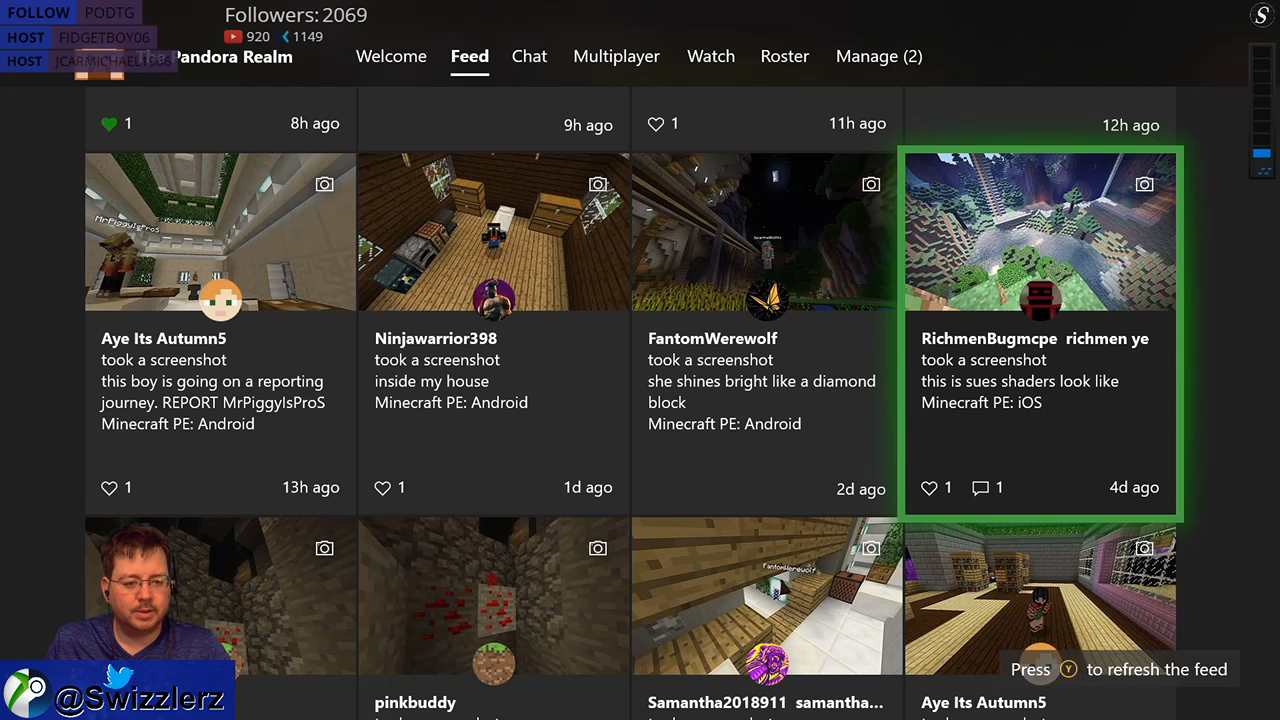 FOLLOW PODTG
HOST FIDGETBOY06
HOST JCARMICHAEL1966
Followers: 2069
920 1149
Pandora Realm
Welcome
Feed
Chat
Multiplayer
Watch
Roster
Manage (2)
S
1 8h ago
9h ago
1 11h ago
12h ago
MrPiggyIsProS
Aye Its Autumn5
took a screenshot
this boy is going on a reporting
journey. REPORT MrPiggyIsProS
Minecraft PE: Android
1 13h ago
Ninjawarrior398
took a screenshot
inside my house
Minecraft PE: Android
1 1d ago
FantomWerewolf
took a screenshot
she shines bright like a diamond
block
Minecraft PE: Android
2d ago
RichmenBugmcpe richmen ye
took a screenshot
this is sues shaders look like
Minecraft PE: iOS
1 1 4d ago
FantomWerewolf
pinkbuddy
Samantha2018911 samantha...
Aye Its Autumn5
Press Y to refresh the feed
@Swizzlerz